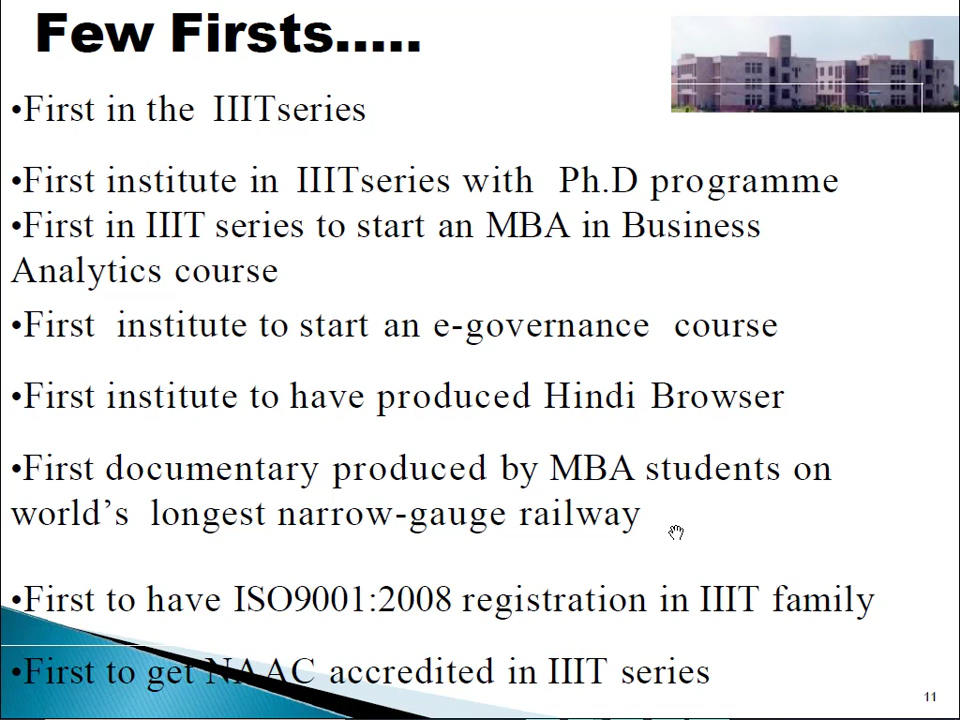 Few Firsts.....
•First in the IIITseries
•First institute in IIITseries with Ph.D programme
•First in IIIT series to start an MBA in Business
Analytics course
•First institute to start an e-governance course
•First institute to have produced Hindi Browser
•First documentary produced by MBA students on
world’s longest narrow-gauge railway
•First to have ISO9001:2008 registration in IIIT family
•First to get NAAC accredited in IIIT series
11